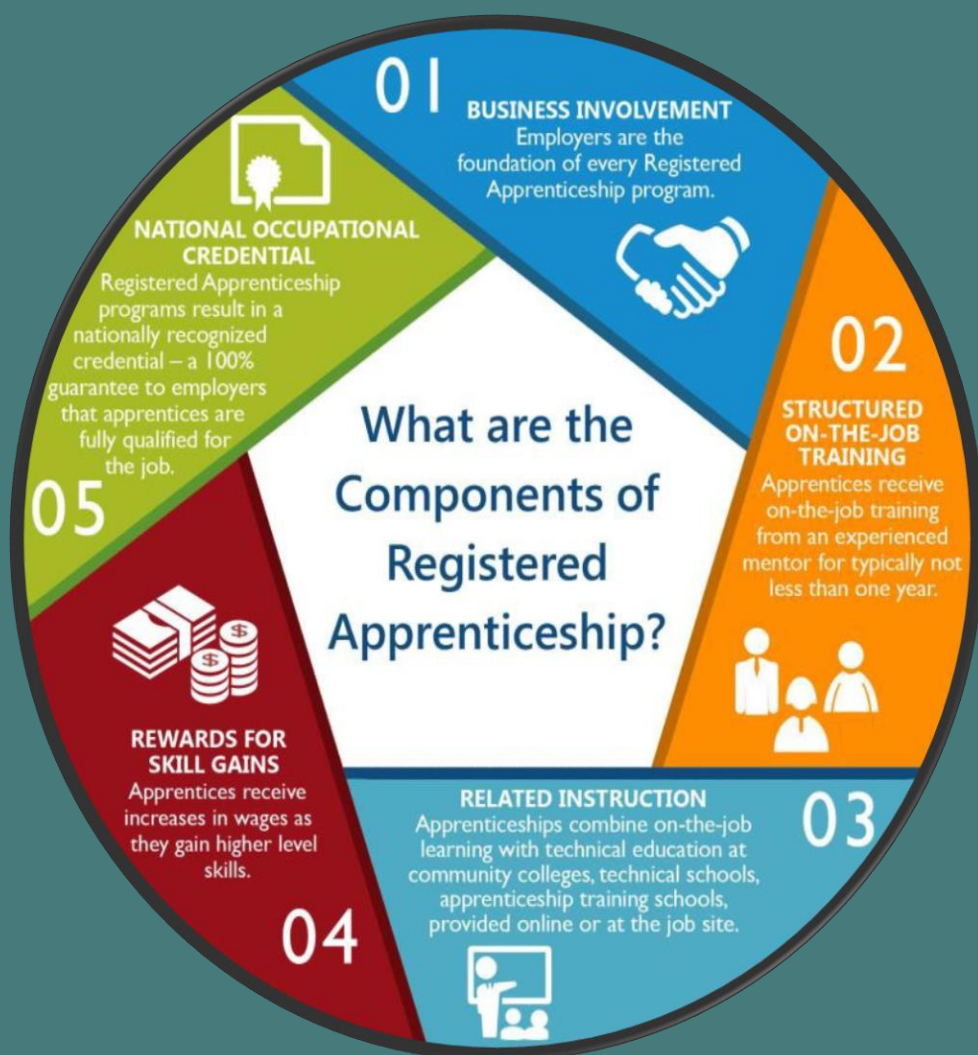 What are the
Components of
Registered
Apprenticeship?
01
BUSINESS INVOLVEMENT
Employers are the
foundation of every Registered
Apprenticeship program.
02
STRUCTURED
ON-THE-JOB
TRAINING
Apprentices receive
on-the-job training
from an experienced
mentor for typically not
less than one year.
03
RELATED INSTRUCTION
Apprenticeships combine on-the-job
learning with technical education at
community colleges, technical schools,
apprenticeship training schools,
provided online or at the job site.
04
REWARDS FOR
SKILL GAINS
Apprentices receive
increases in wages as
they gain higher level
skills.
$
$
05
NATIONAL OCCUPATIONAL
CREDENTIAL
Registered Apprenticeship
programs result in a
nationally recognized
credential – a 100%
guarantee to employers
that apprentices are
fully qualified for
the job.